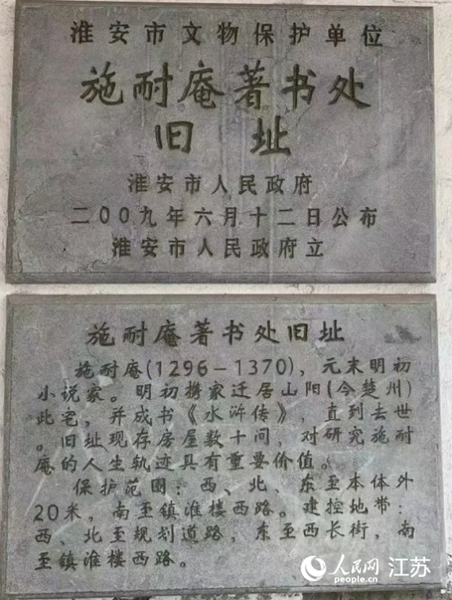 淮安市文物保护单位
施耐庵著书处
旧址
淮安市人民政府
二〇〇九年六月十二日公布
淮安市人民政府立
施耐庵著书处旧址
施耐庵(1296-1370)，元末明初
小说家。明初携家迁居山阳(今楚州)
此宅，并成书《水浒传》，直到去世
。旧址现存房屋数十间，对研究施耐
庵的人生轨迹具有重要价值。
保护范围：西、北、东至本体外
20米，南至镇淮楼西路。建控地带：
西、北至规划道路，东至西长街，南
至镇淮楼西路。
人民网 江苏
people.cn